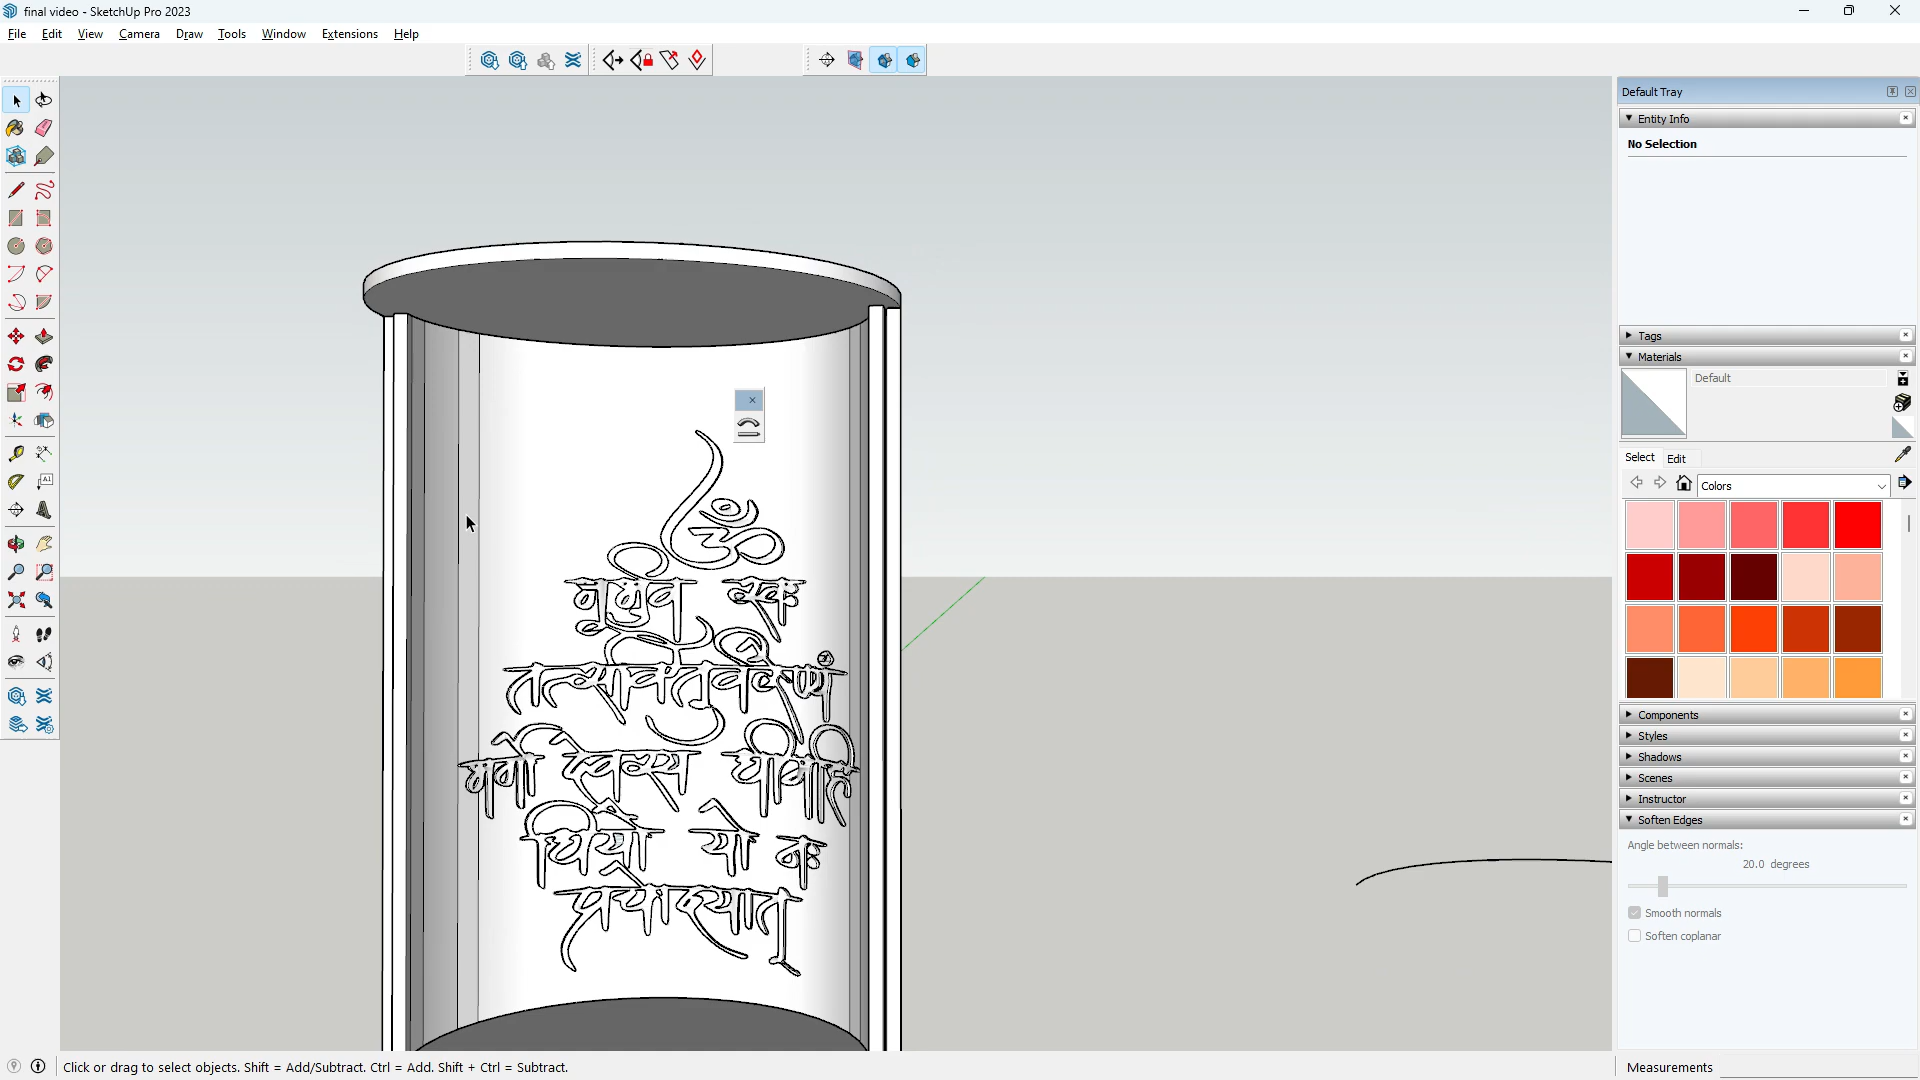 final video - SketchUp Pro 2023
File Edit View Camera Draw Tools Window Extensions Help
Default Tray
Entity Info
No Selection
Tags
Materials
Default
Select Edit
Colors
A1
ॐ
तत्सवितुवरेण्यं
भर्गो देवस्य धीमहि
धियो यो नः
प्रचोदयात्
Components
Styles
Shadows
Scenes
Instructor
Soften Edges
Angle between normals:
20.0 degrees
Smooth normals
Soften coplanar
Click or drag to select objects. Shift = Add/Subtract. Ctrl = Add. Shift + Ctrl = Subtract.
Measurements